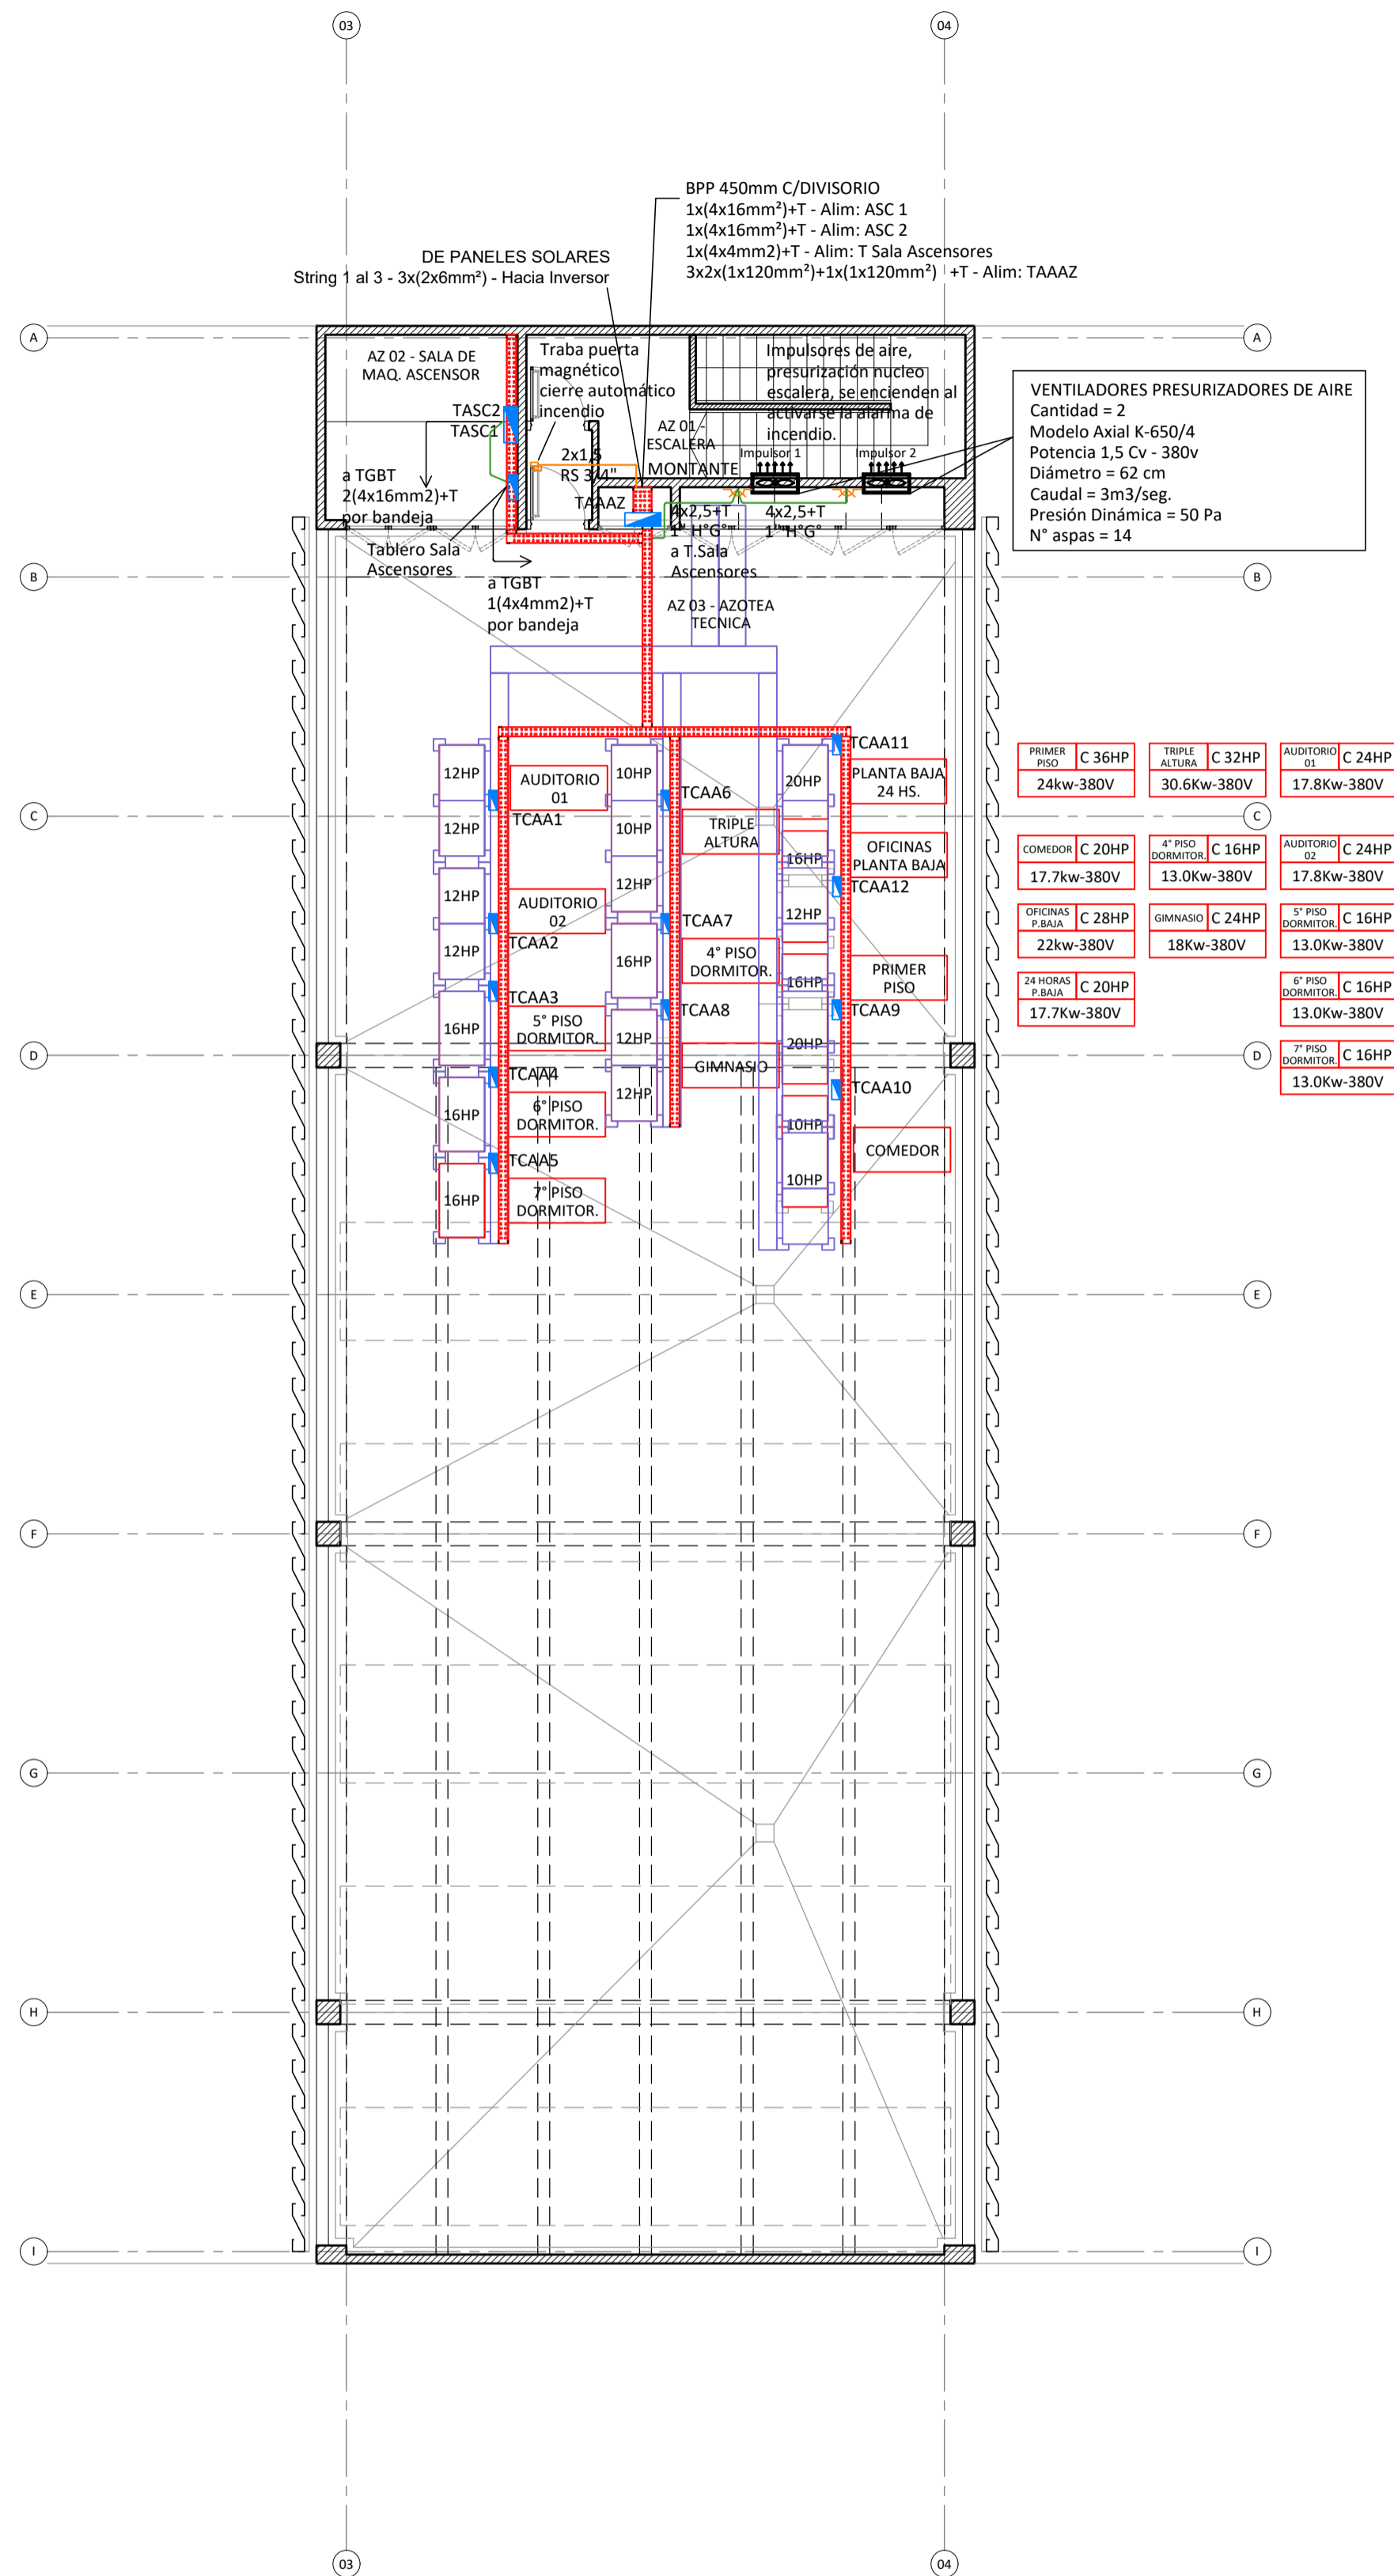 03
04
BPP 450mm C/DIVISORIO
1x(4x16mm²)+T - Alim: ASC 1
1x(4x16mm²)+T - Alim: ASC 2
1x(4x4mm2)+T - Alim: T Sala Ascensores
3x2x(1x120mm²)+1x(1x120mm²) +T - Alim: TAAAZ
DE PANELES SOLARES
String 1 al 3 - 3x(2x6mm²) - Hacia Inversor
A
A
AZ 02 - SALA DE
MAQ. ASCENSOR
Traba puerta
magnético
cierre automático
incendio
Impulsores de aire,
presurización nucleo
escalera, se encienden al
activarse la alarma de
incendio.
VENTILADORES PRESURIZADORES DE AIRE
Cantidad = 2
Modelo Axial K-650/4
Potencia 1,5 Cv - 380v
Diámetro = 62 cm
Caudal = 3m3/seg.
Presión Dinámica = 50 Pa
N° aspas = 14
TASC2
TASC1
AZ 01 -
ESCALERA
Impulsor 1
Impulsor 2
2x1,5
RS 3/4"
MONTANTE
a TGBT
2(4x16mm2)+T
por bandeja
TAAAZ
4x2,5+T
1" H°G°
a T.Sala
Ascensores
4x2,5+T
1" H°G°
Tablero Sala
Ascensores
a TGBT
1(4x4mm2)+T
por bandeja
B
B
AZ 03 - AZOTEA
TECNICA
TCAA11
12HP
AUDITORIO
01
10HP
20HP
PLANTA BAJA
24 HS.
PRIMER
PISO
C 36HP
24kw-380V
TRIPLE
ALTURA
C 32HP
30.6Kw-380V
AUDITORIO
01
C 24HP
17.8Kw-380V
TCAA6
C
C
TCAA1
12HP
10HP
TRIPLE
ALTURA
16HP
OFICINAS
PLANTA BAJA
COMEDOR
C 20HP
17.7kw-380V
4° PISO
DORMITOR.
C 16HP
13.0Kw-380V
AUDITORIO
02
C 24HP
17.8Kw-380V
12HP
12HP
TCAA12
AUDITORIO
02
12HP
TCAA7
OFICINAS
P.BAJA
C 28HP
22kw-380V
GIMNASIO
C 24HP
18Kw-380V
5° PISO
DORMITOR.
C 16HP
13.0Kw-380V
12HP
TCAA2
16HP
4° PISO
DORMITOR.
16HP
PRIMER
PISO
24 HORAS
P.BAJA
C 20HP
17.7Kw-380V
6° PISO
DORMITOR.
C 16HP
13.0Kw-380V
TCAA3
TCAA8
TCAA9
16HP
5° PISO
DORMITOR.
12HP
20HP
D
D
7° PISO
DORMITOR.
C 16HP
13.0Kw-380V
GIMNASIO
TCAA4
TCAA10
12HP
16HP
6° PISO
DORMITOR.
10HP
COMEDOR
TCAA5
16HP
7° PISO
DORMITOR.
10HP
E
E
F
F
G
G
H
H
I
I
03
04